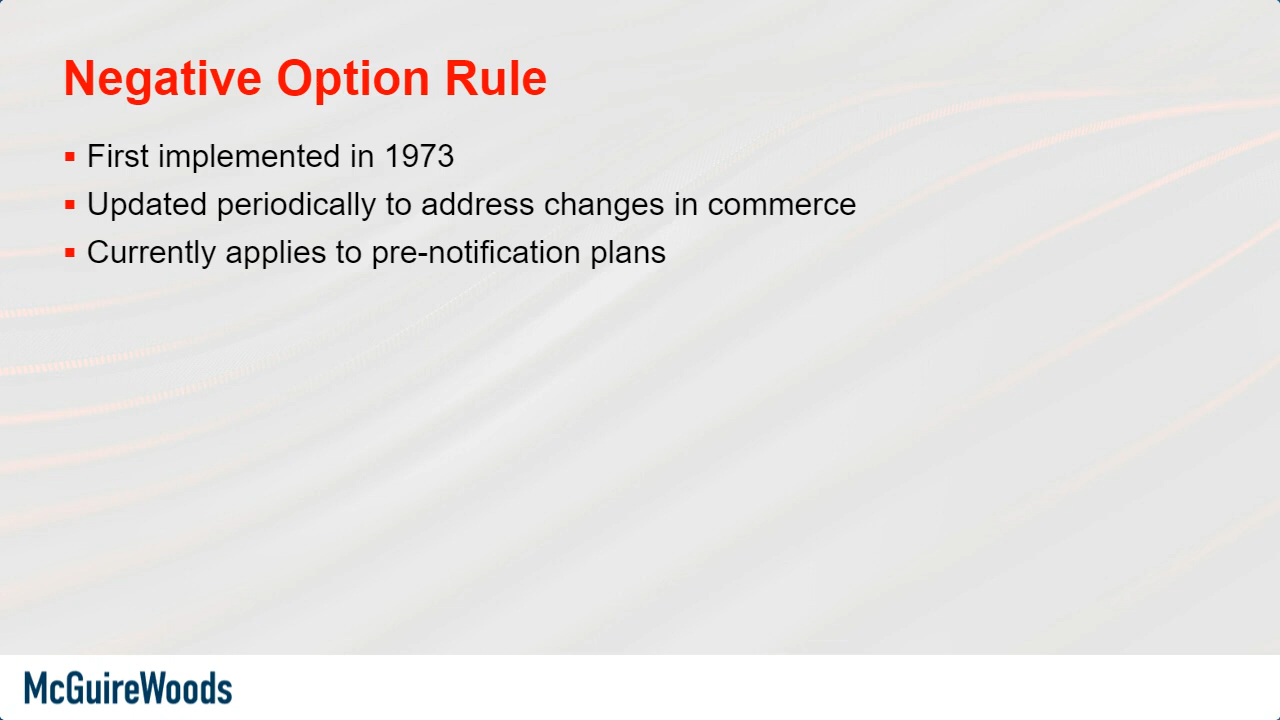 Negative Option Rule
▪ First implemented in 1973
▪ Updated periodically to address changes in commerce
▪ Currently applies to pre-notification plans
McGuireWoods